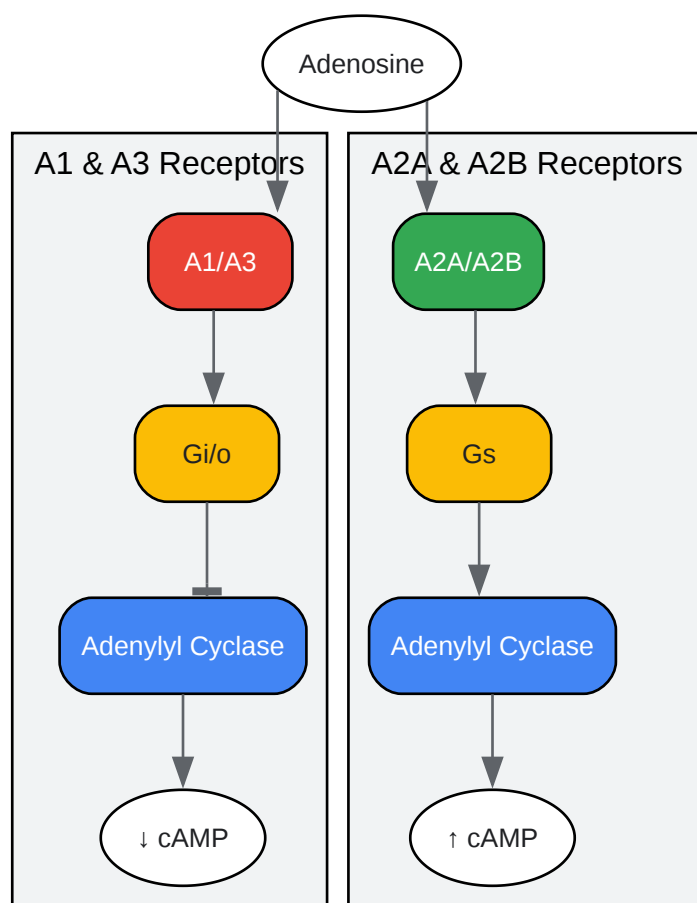 Adenosine
A1 & A3 Receptors
A2A & A2B Receptors
A1/A3
A2A/A2B
Gi/o
Gs
Adenylyl Cyclase
Adenylyl Cyclase
↓ cAMP
↑ cAMP